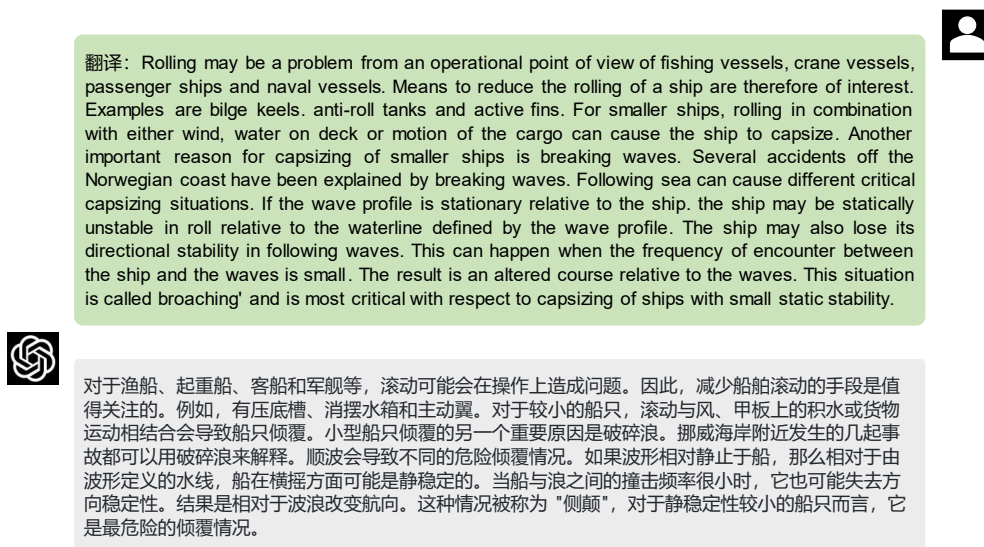 翻译：Rolling may be a problem from an operational point of view of fishing vessels, crane vessels,
passenger ships and naval vessels. Means to reduce the rolling of a ship are therefore of interest.
Examples are bilge keels. anti-roll tanks and active fins. For smaller ships, rolling in combination
with either wind, water on deck or motion of the cargo can cause the ship to capsize. Another
important reason for capsizing of smaller ships is breaking waves. Several accidents off the
Norwegian coast have been explained by breaking waves. Following sea can cause different critical
capsizing situations. If the wave profile is stationary relative to the ship. the ship may be statically
unstable in roll relative to the waterline defined by the wave profile. The ship may also lose its
directional stability in following waves. This can happen when the frequency of encounter between
the ship and the waves is small. The result is an altered course relative to the waves. This situation
is called broaching' and is most critical with respect to capsizing of ships with small static stability.
对于渔船、起重船、客船和军舰等，滚动可能会在操作上造成问题。因此，减少船舶滚动的手段是值
得关注的。例如，有压底槽、消摆水箱和主动翼。对于较小的船只，滚动与风、甲板上的积水或货物
运动相结合会导致船只倾覆。小型船只倾覆的另一个重要原因是破碎浪。挪威海岸附近发生的几起事
故都可以用破碎浪来解释。顺波会导致不同的危险倾覆情况。如果波形相对静止于船，那么相对于由
波形定义的水线，船在横摇方面可能是静稳定的。当船与浪之间的撞击频率很小时，它也可能失去方
向稳定性。结果是相对于波浪改变航向。这种情况被称为 "侧颠"，对于静稳定性较小的船只而言，它
是最危险的倾覆情况。